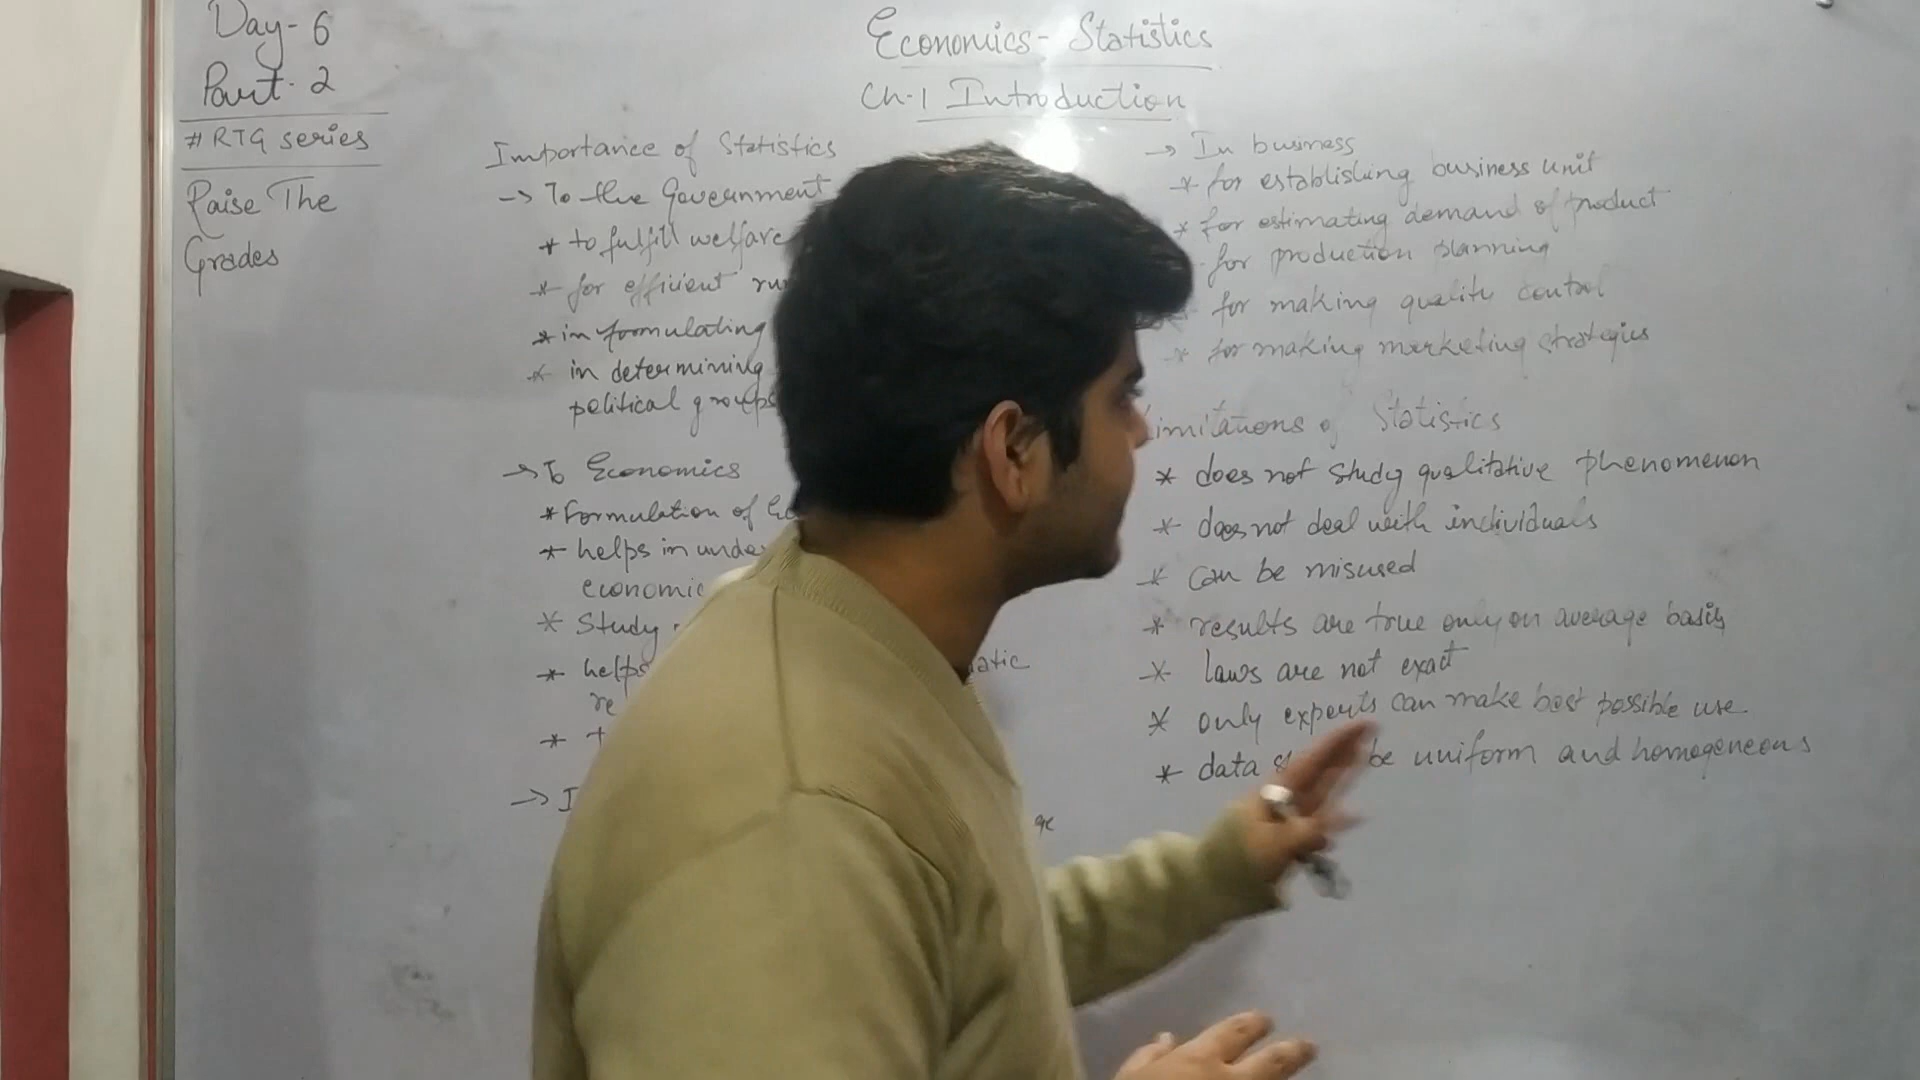 Day-6
Part-2
# RTG series
Raise The
Grades
Economics- Statistics
Ch-1 Introduction
Importance of Statistics
-> To the Government
* to fulfill welfare
* for efficient
* in formulating
* in determining
political groups
-> To Economics
* Formulation of
* helps in
economic
* Study
* helps
->
-> In business
* for establishing business unit
* for estimating demand of product
for production planning
for making quality control
* for making marketing strategies
Limitations of Statistics
* does not study qualitative phenomenon
* does not deal with individuals
* can be misused
* results are true only on average basis
* laws are not exact
* only experts can make best possible use
* data be uniform and homogeneous